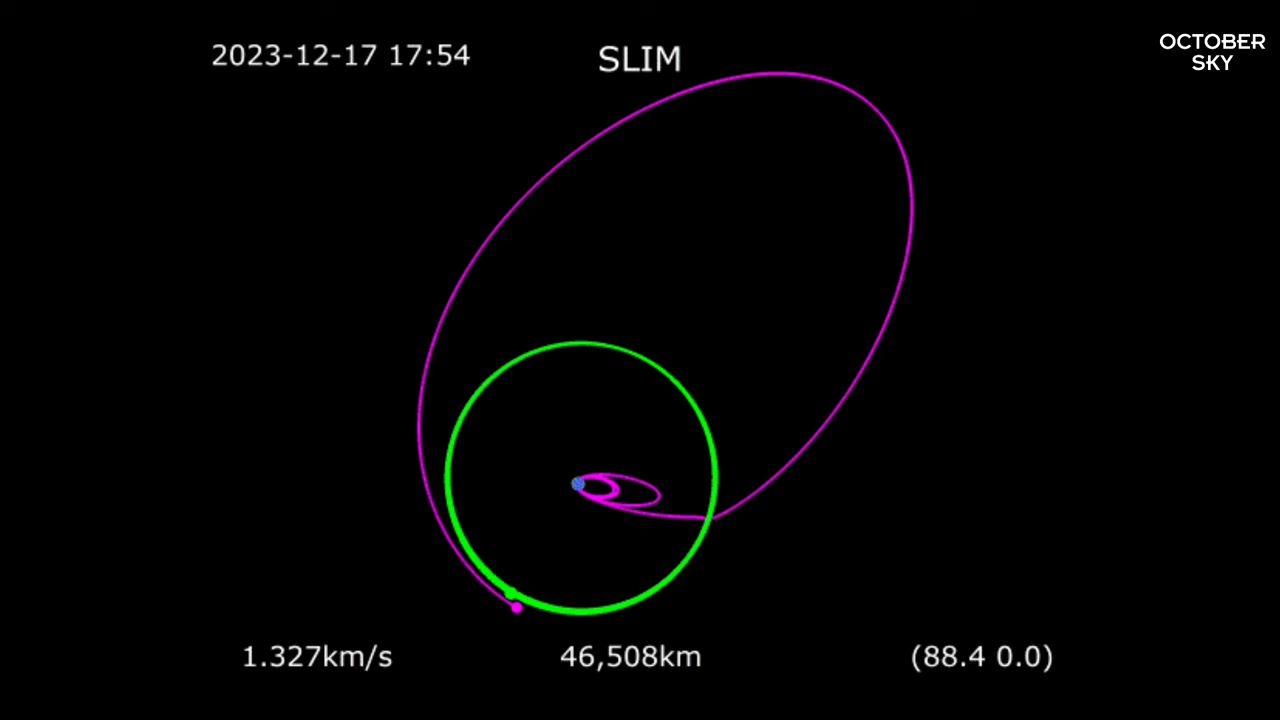 2023-12-17 17:54
SLIM
OCTOBER
SKY
1.327km/s
46,508km
(88.4 0.0)